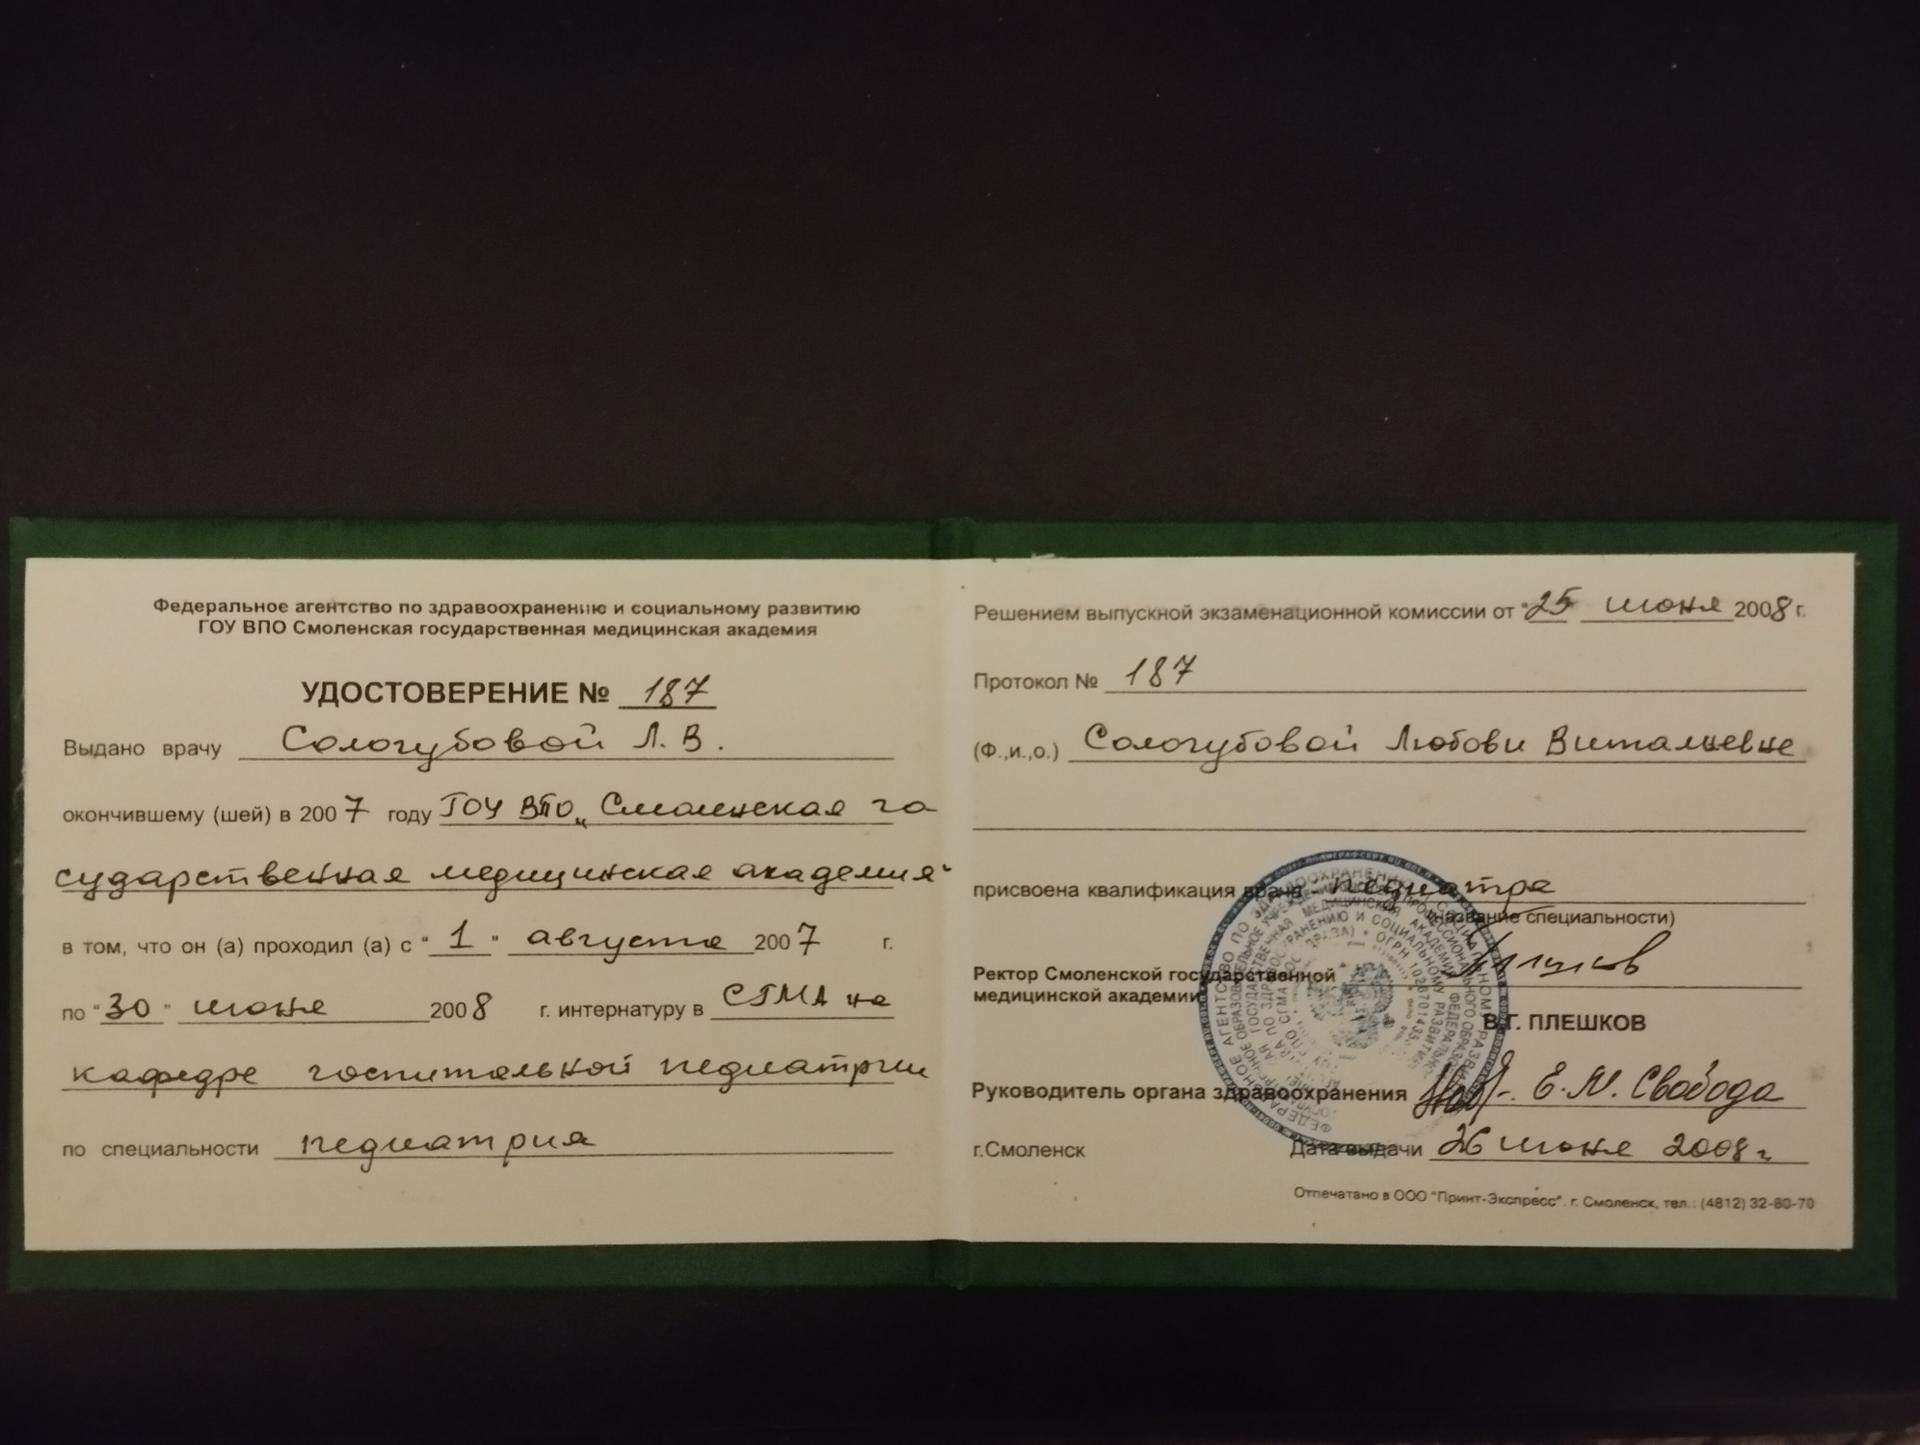 Федеральное агентство по здравоохранению и социальному развитию
ГОУ ВПО Смоленская государственная медицинская академия
УДОСТОВЕРЕНИЕ № 187
Выдано врачу Сологубовой Л. В.
окончившему (шей) в 2007 году ГОУ ВПО „Смоленская го
сударственная медицинская академия“
в том, что он (а) проходил (а) с "1" августа 2007 г.
по "30" июня 2008 г. интернатуру в СГМА на
кафедре госпитальной педиатрии
по специальности педиатрия
Решением выпускной экзаменационной комиссии от "25 июня 2008 г.
Протокол № 187
(Ф.,и.,о.) Сологубовой Любови Витальевне
присвоена квалификация врача - педиатра
(название специальности)
Ректор Смоленской государственной
медицинской академии
В.Г. ПЛЕШКОВ
Руководитель органа здравоохранения Е. Н. Свобода
г.Смоленск Дата выдачи 26 июня 2008 г
Отпечатано в ООО "Принт-Экспресс". г. Смоленск, тел.: (4812) 32-80-70